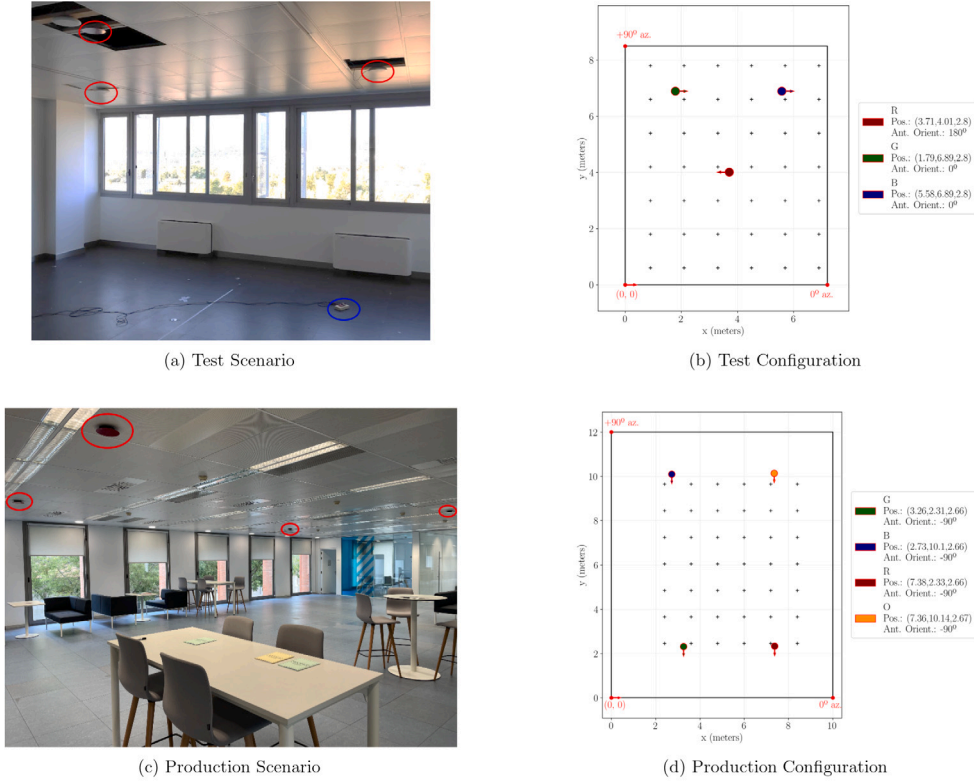 +90º az.
8
6
4
2
0
y (meters)
(0, 0)
0º az.
0
2
4
6
x (meters)
R
Pos.: (3.71,4.01,2.8)
Ant. Orient.: 180º
G
Pos.: (1.79,6.89,2.8)
Ant. Orient.: 0º
B
Pos.: (5.58,6.89,2.8)
Ant. Orient.: 0º
(a) Test Scenario
(b) Test Configuration
12
+90º az.
10
8
6
4
2
0
y (meters)
(0, 0)
0º az.
0
2
4
6
8
10
x (meters)
G
Pos.: (3.26,2.31,2.66)
Ant. Orient.: -90º
B
Pos.: (2.73,10.1,2.66)
Ant. Orient.: -90º
R
Pos.: (7.38,2.33,2.66)
Ant. Orient.: -90º
O
Pos.: (7.36,10.14,2.67)
Ant. Orient.: -90º
(c) Production Scenario
(d) Production Configuration